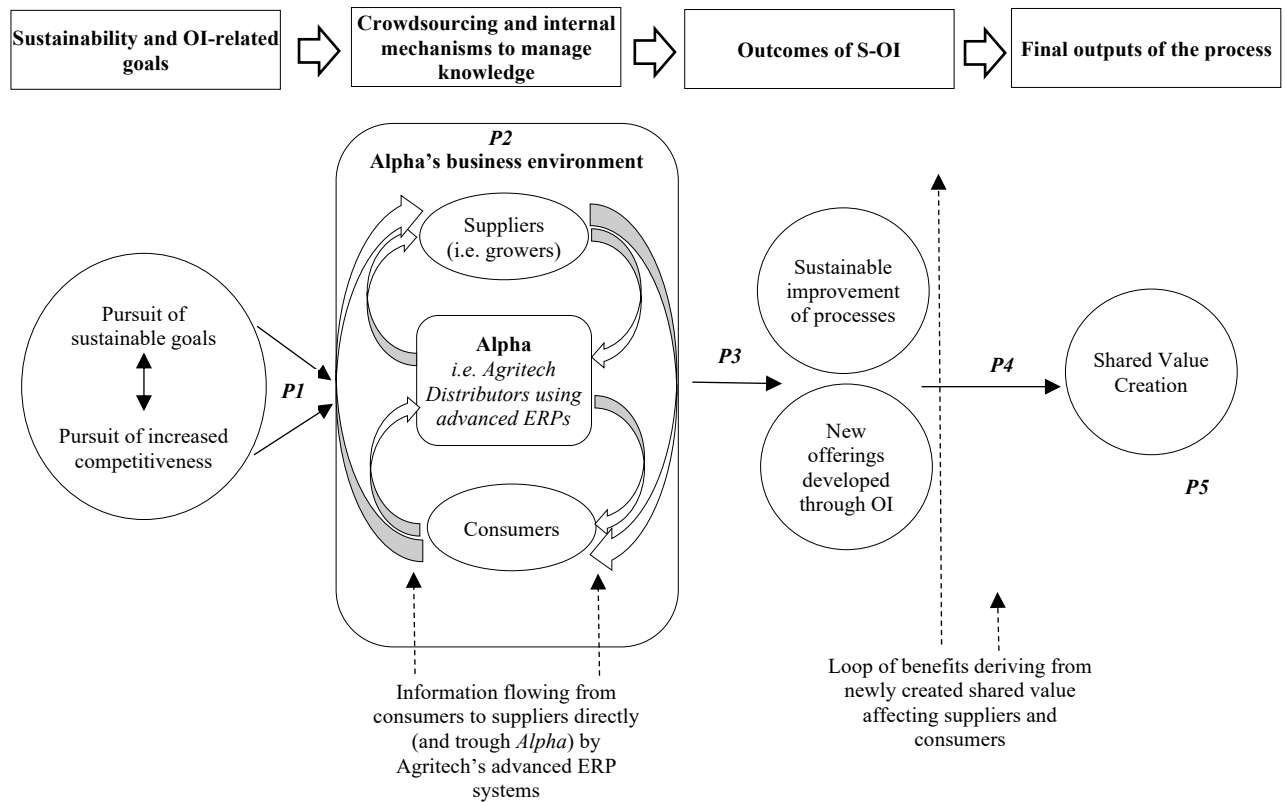 Sustainability and OI-related
goals
Crowdsourcing and internal
mechanisms to manage
knowledge
Outcomes of S-OI
Final outputs of the process
P2
Alpha's business environment
Suppliers
(i.e. growers)
Alpha
i.e. Agritech
Distributors using
advanced ERPs
Consumers
Pursuit of
sustainable goals
Pursuit of increased
competitiveness
P1
P3
Sustainable
improvement
of processes
New
offerings
developed
through OI
P4
Shared Value
Creation
P5
Information flowing from
consumers to suppliers directly
(and trough Alpha) by
Agritech's advanced ERP
systems
Loop of benefits deriving from
newly created shared value
affecting suppliers and
consumers